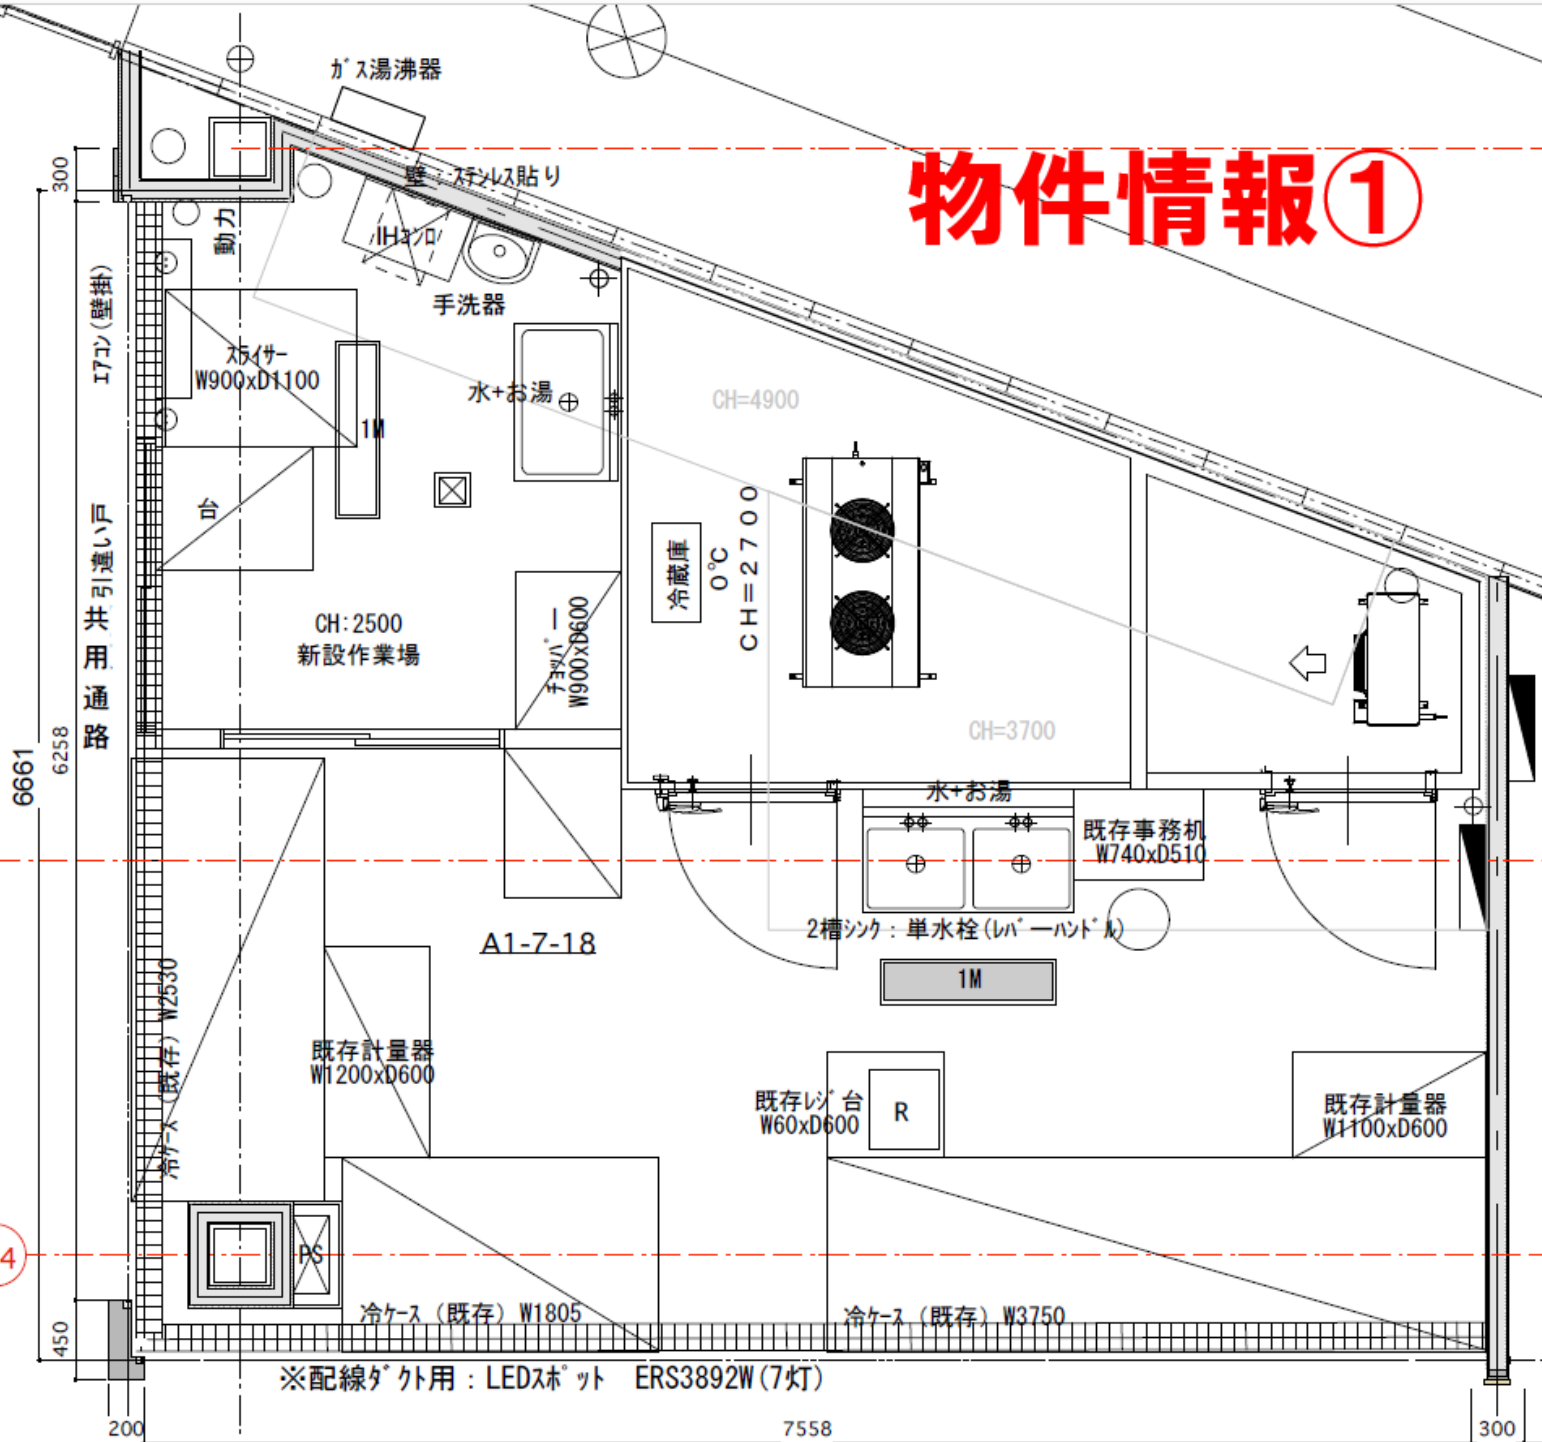 ガス湯沸器
物件情報①
壁：ステンレス貼り
300
動力
IHコンロ
手洗器
エアコン(壁掛)
スライサー
W900xD1100
水+お湯
1M
CH=4900
台
引違い戸
共用通路
冷蔵庫
0℃
CH=2700
CH:2500
新設作業場
チョッパー
W900xD600
CH=3700
6661
6258
水+お湯
既存事務机
W740xD510
2槽シンク：単水栓(レバーハンドル)
A1-7-18
1M
冷ケース（既存）W2530
既存計量器
W1200xD600
既存レジ台
W60xD600
R
既存計量器
W1100xD600
4
PS
冷ケース（既存）W1805
冷ケース（既存）W3750
450
※配線ダクト用：LEDスポット　ERS3892W(7灯)
200
7558
300